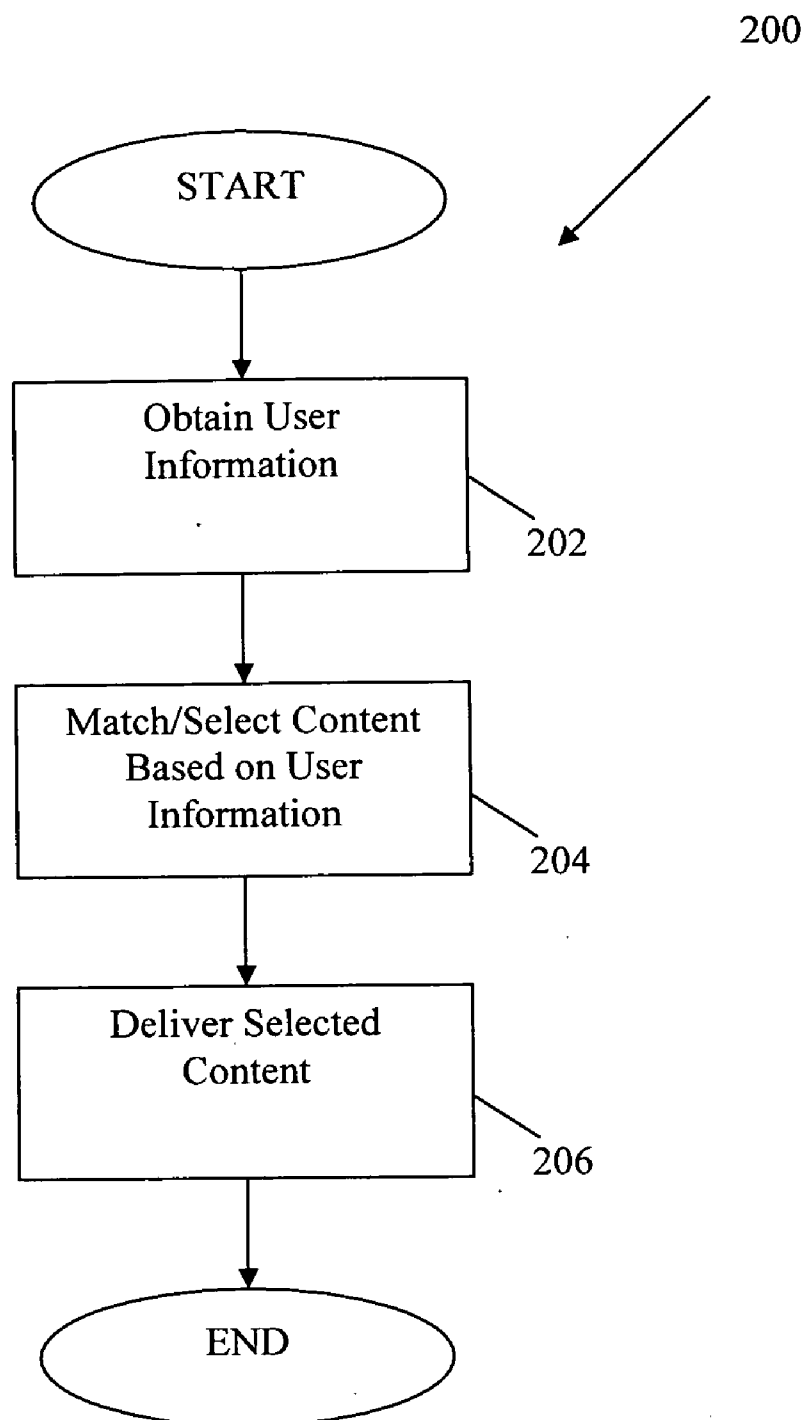 200
START
Obtain User
Information
202
Match/Select Content
Based on User
Information
204
Deliver Selected
Content
206
END